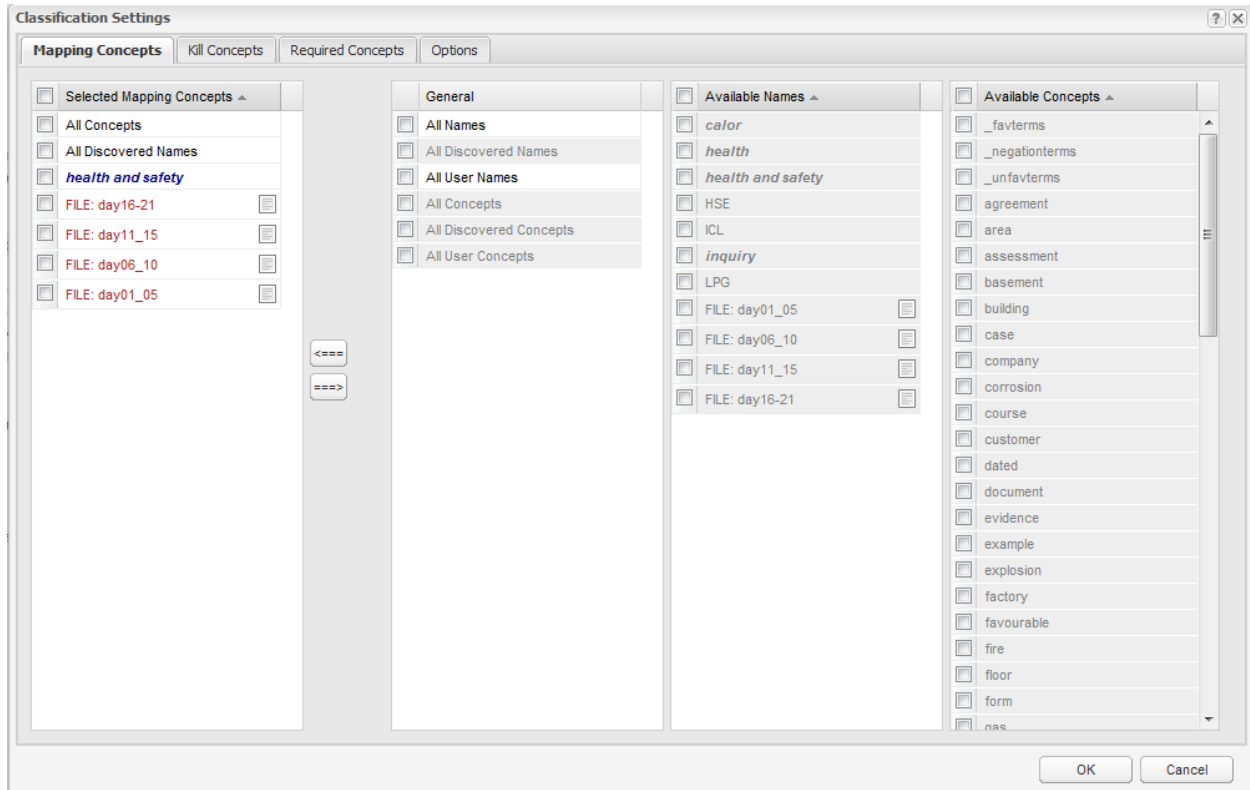 Classification Settings
Mapping Concepts Kill Concepts Required Concepts Options
Selected Mapping Concepts
All Concepts
All Discovered Names
health and safety
FILE: day16-21
FILE: day11_15
FILE: day06_10
FILE: day01_05
<===
===>
General
All Names
All Discovered Names
All User Names
All Concepts
All Discovered Concepts
All User Concepts
Available Names
calor
health
health and safety
HSE
ICL
inquiry
LPG
FILE: day01_05
FILE: day06_10
FILE: day11_15
FILE: day16-21
Available Concepts
_favterms
_negationterms
_unfavterms
agreement
area
assessment
basement
building
case
company
corrosion
course
customer
dated
document
evidence
example
explosion
factory
favourable
fire
floor
form
gas
OK Cancel